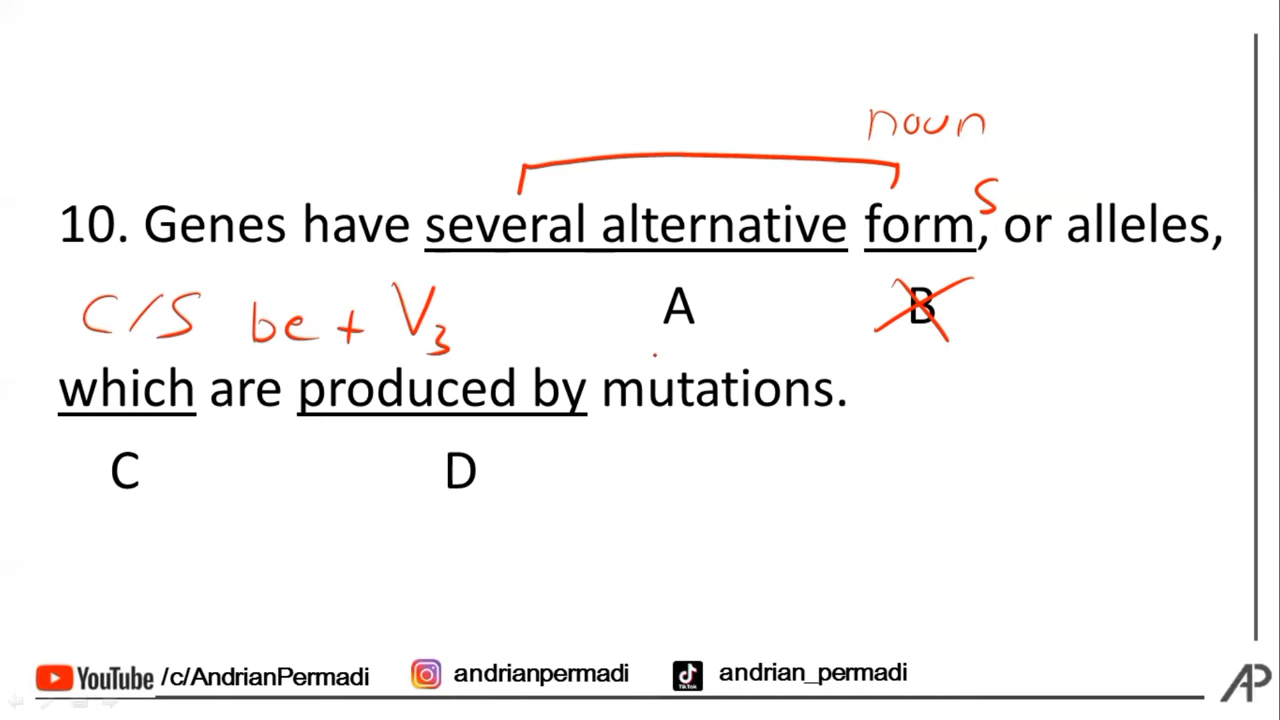 noun
s
10. Genes have several alternative form, or alleles,
A B
C/S be + V3
which are produced by mutations.
C D
YouTube /c/AndrianPermadi andrianpermadi TikTok andrian_permadi AP